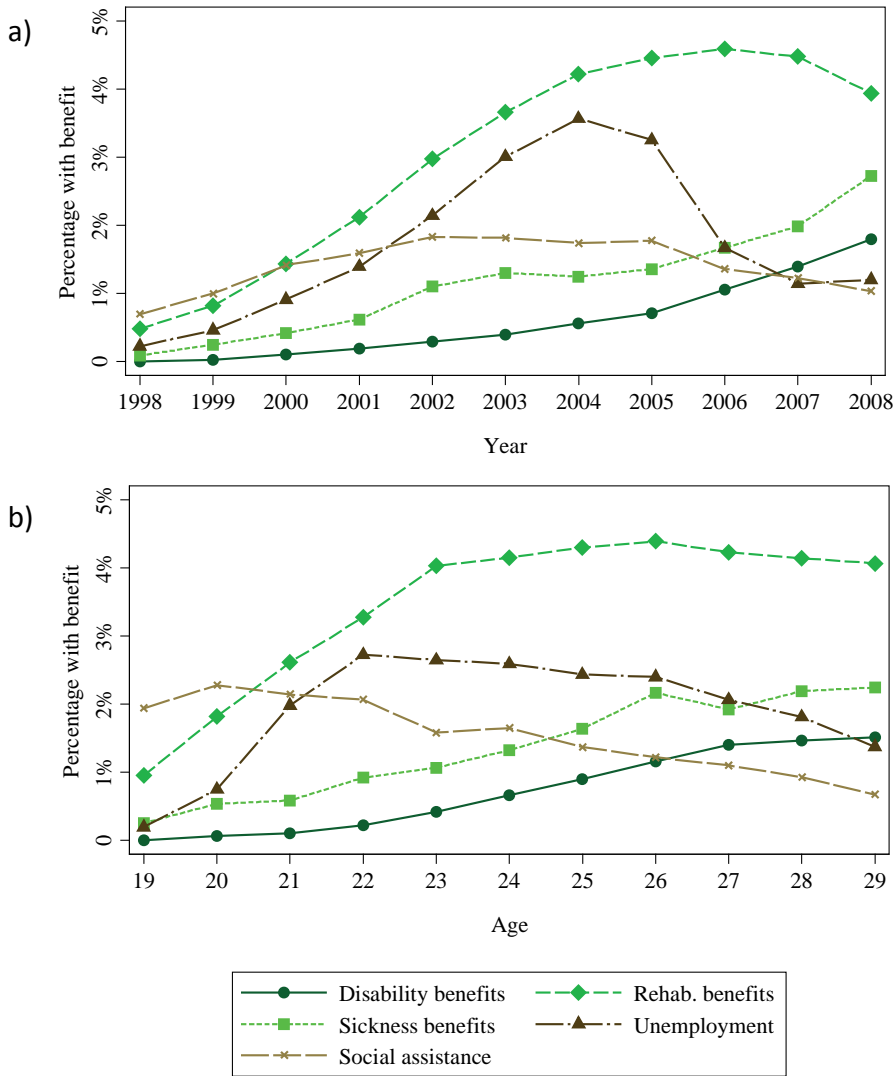 a)
5%
4%
3%
2%
1%
0
Percentage with benefit
1998 1999 2000 2001 2002 2003 2004 2005 2006 2007 2008
Year
b)
5%
4%
3%
2%
1%
0
Percentage with benefit
19 20 21 22 23 24 25 26 27 28 29
Age
Disability benefits Rehab. benefits
Sickness benefits Unemployment
Social assistance